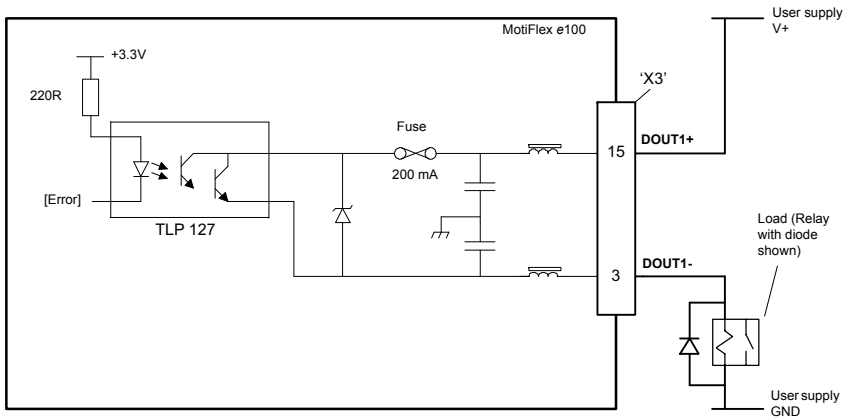 MotiFlex e100
User supply
V+
+3.3V
'X3'
220R
Fuse
15
DOUT1+
200 mA
[Error]
TLP 127
Load (Relay
with diode
shown)
DOUT1-
3
User supply
GND